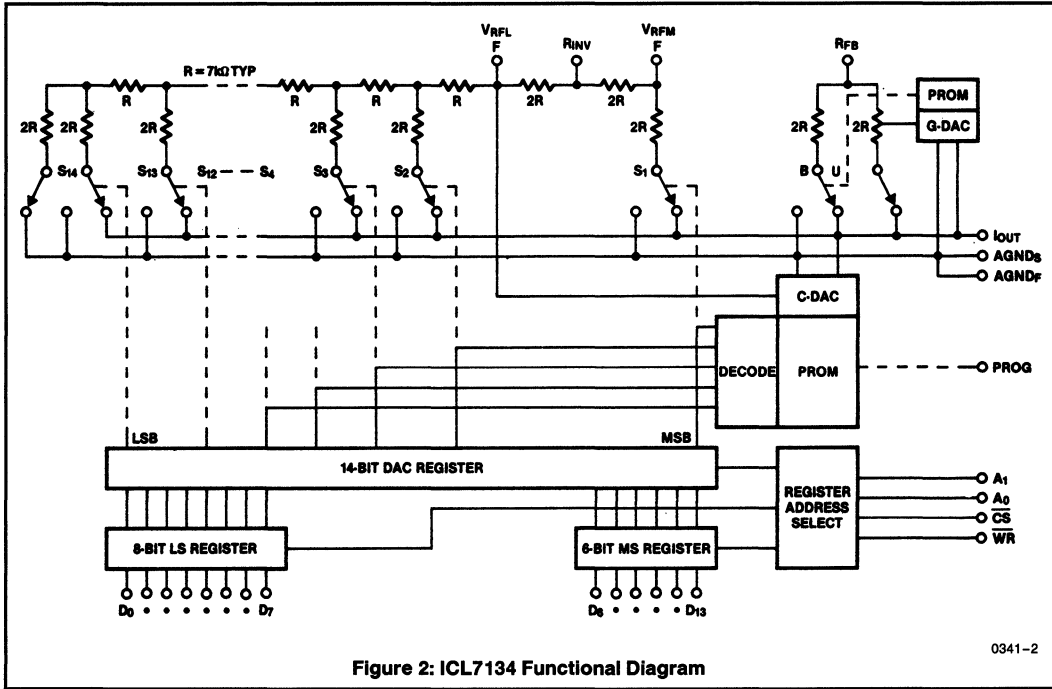 VRFL VRFM
F RINV F RFB
R = 7kΩ TYP
R R R R 2R 2R
PROM
G-DAC
2R 2R 2R 2R 2R 2R 2R 2R
S14 S13 S12 S4 S3 S2 S1 B U
IOUT
AGNDS
AGNDF
C-DAC
DECODE PROM PROG
LSB MSB
14-BIT DAC REGISTER
REGISTER
ADDRESS
SELECT
A1
A0
CS
WR
8-BIT LS REGISTER 6-BIT MS REGISTER
D0 • • • • • • D7 D8 • • • • D13
0341-2
Figure 2: ICL7134 Functional Diagram